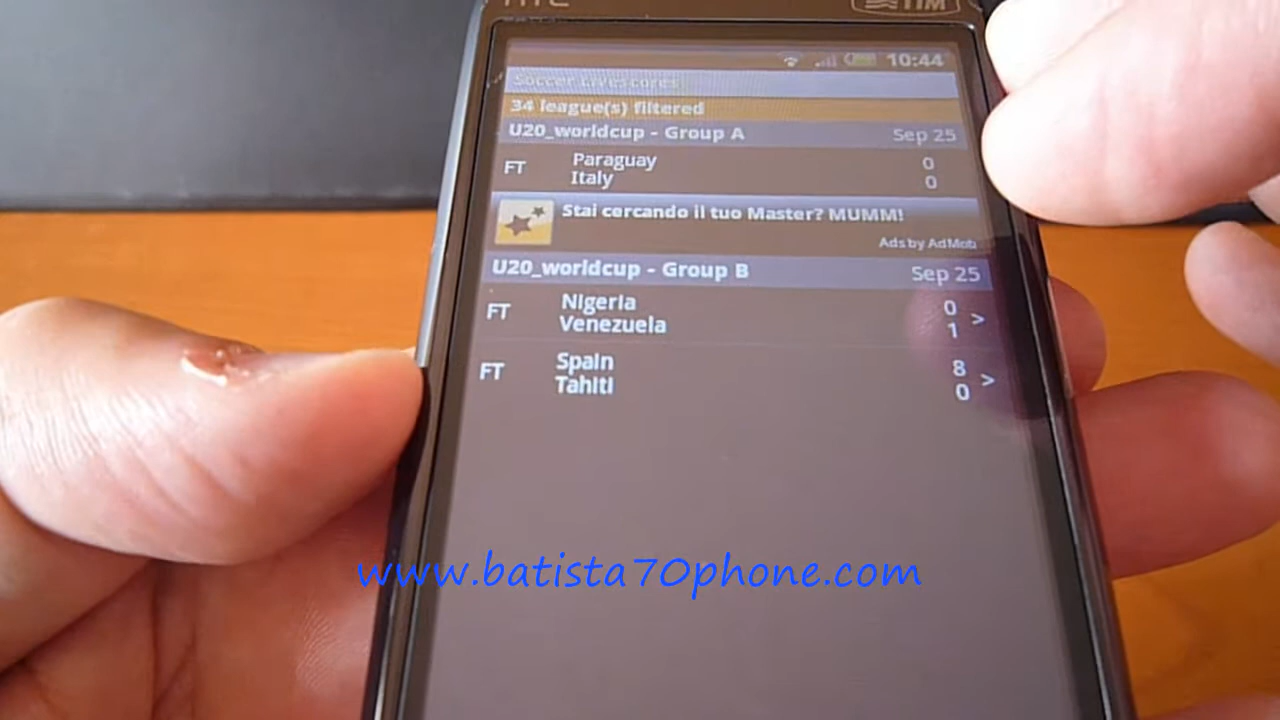 HTC
TIM
10:44
Soccer livescores
34 league(s) filtered
U20_worldcup - Group A Sep 25
FT Paraguay 0
Italy 0
Stai cercando il tuo Master? MUMM!
Ads by AdMob
U20_worldcup - Group B Sep 25
FT Nigeria 0 >
Venezuela 1
FT Spain 8 >
Tahiti 0
www.batista70phone.com